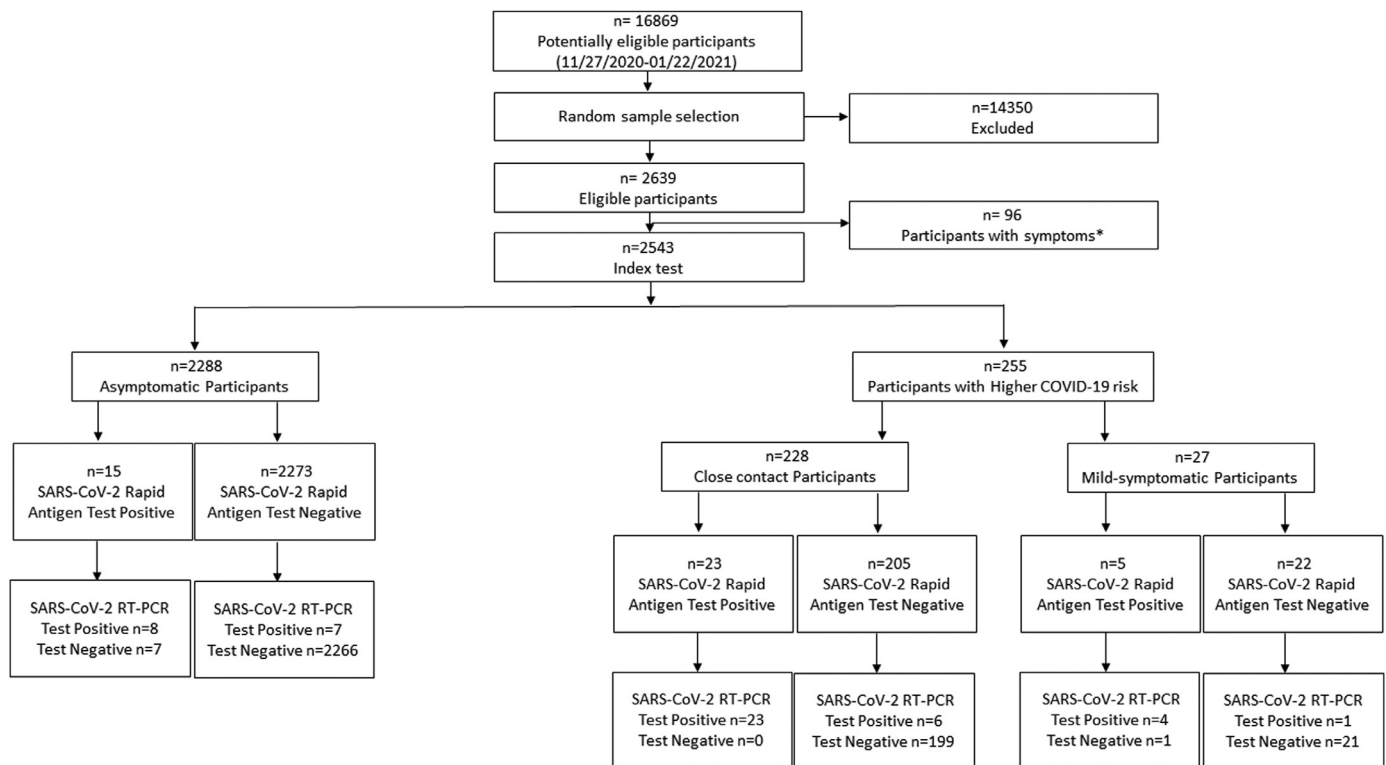 n= 16869
Potentially eligible participants
(11/27/2020-01/22/2021)
Random sample selection
n=14350
Excluded
n= 2639
Eligible participants
n= 96
Participants with symptoms*
n=2543
Index test
n=2288
Asymptomatic Participants
n=255
Participants with Higher COVID-19 risk
n=15
SARS-CoV-2 Rapid
Antigen Test Positive
n=2273
SARS-CoV-2 Rapid
Antigen Test Negative
n=228
Close contact Participants
n=27
Mild-symptomatic Participants
SARS-CoV-2 RT-PCR
Test Positive n=8
Test Negative n=7
SARS-CoV-2 RT-PCR
Test Positive n=7
Test Negative n=2266
n=23
SARS-CoV-2 Rapid
Antigen Test Positive
n=205
SARS-CoV-2 Rapid
Antigen Test Negative
n=5
SARS-CoV-2 Rapid
Antigen Test Positive
n=22
SARS-CoV-2 Rapid
Antigen Test Negative
SARS-CoV-2 RT-PCR
Test Positive n=23
Test Negative n=0
SARS-CoV-2 RT-PCR
Test Positive n=6
Test Negative n=199
SARS-CoV-2 RT-PCR
Test Positive n=4
Test Negative n=1
SARS-CoV-2 RT-PCR
Test Positive n=1
Test Negative n=21